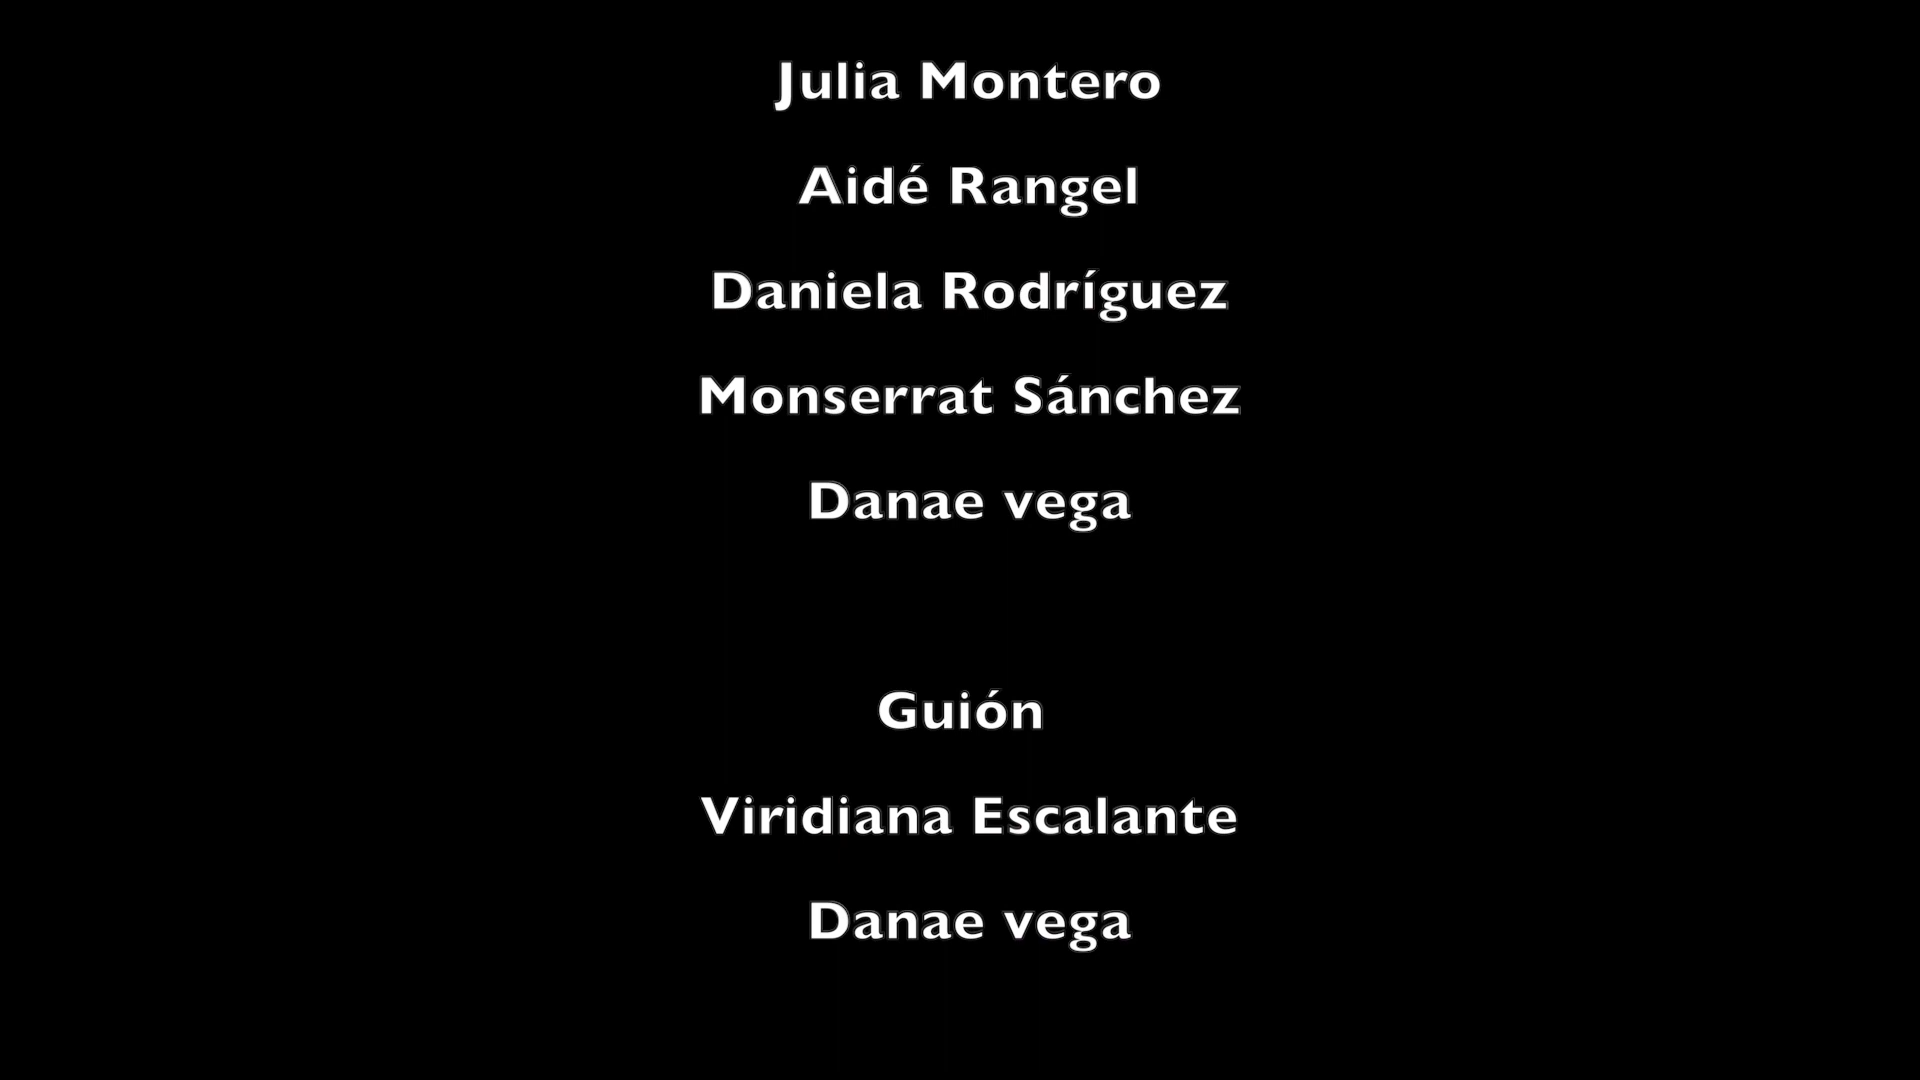 Julia Montero
Aidé Rangel
Daniela Rodríguez
Monserrat Sánchez
Danae vega
Guión
Viridiana Escalante
Danae vega